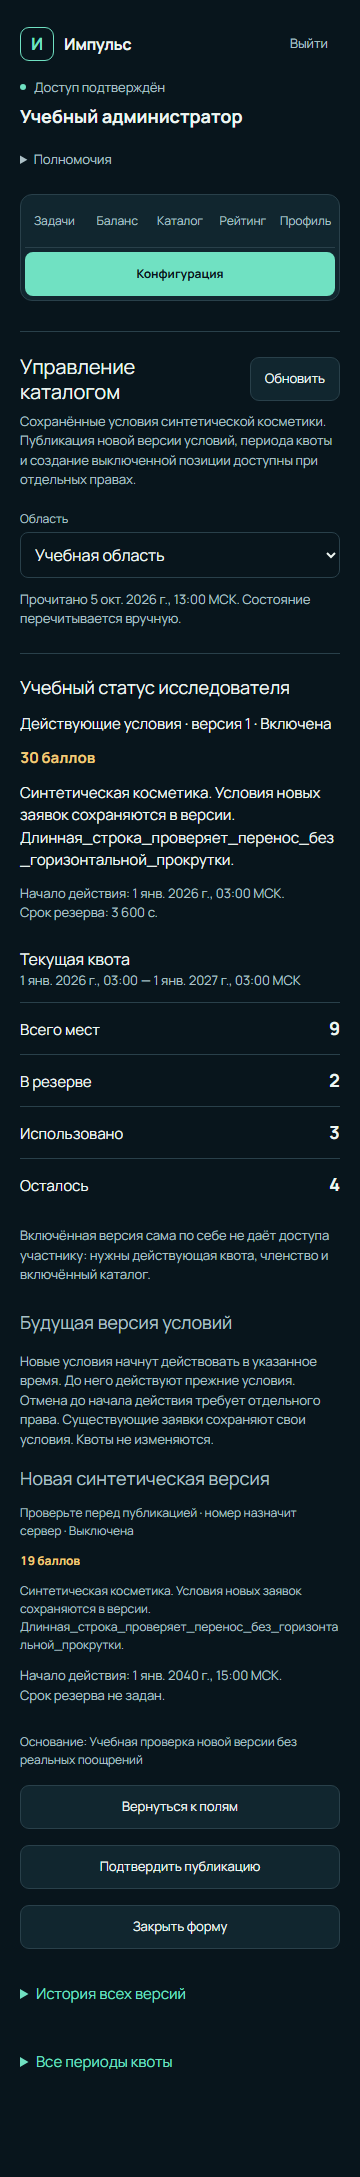 И Импульс Выйти
Доступ подтверждён
Учебный администратор
Полномочия
Задачи Баланс Каталог Рейтинг Профиль
Конфигурация
Управление
каталогом
Обновить
Сохранённые условия синтетической косметики.
Публикация новой версии условий, периода квоты
и создание выключенной позиции доступны при
отдельных правах.
Область
Учебная область
Прочитано 5 окт. 2026 г., 13:00 МСК. Состояние
перечитывается вручную.
Учебный статус исследователя
Действующие условия · версия 1 · Включена
30 баллов
Синтетическая косметика. Условия новых
заявок сохраняются в версии.
Длинная_строка_проверяет_перенос_без
_горизонтальной_прокрутки.
Начало действия: 1 янв. 2026 г., 03:00 МСК.
Срок резерва: 3 600 с.
Текущая квота
1 янв. 2026 г., 03:00 — 1 янв. 2027 г., 03:00 МСК
Всего мест 9
В резерве 2
Использовано 3
Осталось 4
Включённая версия сама по себе не даёт доступа
участнику: нужны действующая квота, членство и
включённый каталог.
Будущая версия условий
Новые условия начнут действовать в указанное
время. До него действуют прежние условия.
Отмена до начала действия требует отдельного
права. Существующие заявки сохраняют свои
условия. Квоты не изменяются.
Новая синтетическая версия
Проверьте перед публикацией · номер назначит
сервер · Выключена
19 баллов
Синтетическая косметика. Условия новых заявок
сохраняются в версии.
Длинная_строка_проверяет_перенос_без_горизонта
льной_прокрутки.
Начало действия: 1 янв. 2040 г., 15:00 МСК.
Срок резерва не задан.
Основание: Учебная проверка новой версии без
реальных поощрений
Вернуться к полям
Подтвердить публикацию
Закрыть форму
История всех версий
Все периоды квоты